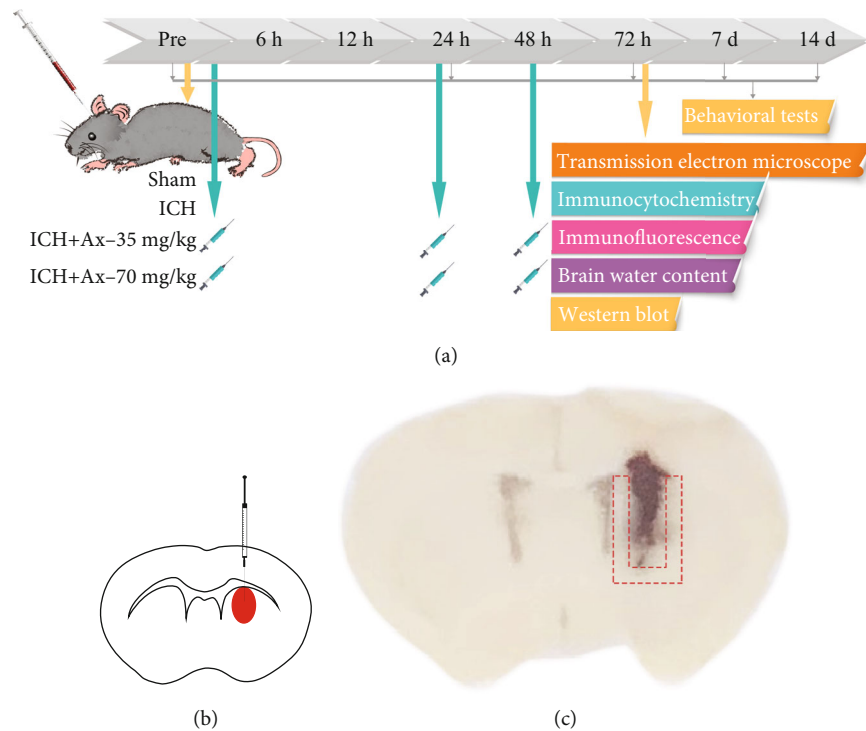 Pre 6 h 12 h 24 h 48 h 72 h 7 d 14 d
Behavioral tests
Transmission electron microscope
Sham
ICH
Immunocytochemistry
ICH+Ax–35 mg/kg
Immunofluorescence
ICH+Ax–70 mg/kg
Brain water content
Western blot
(a)
(b) (c)